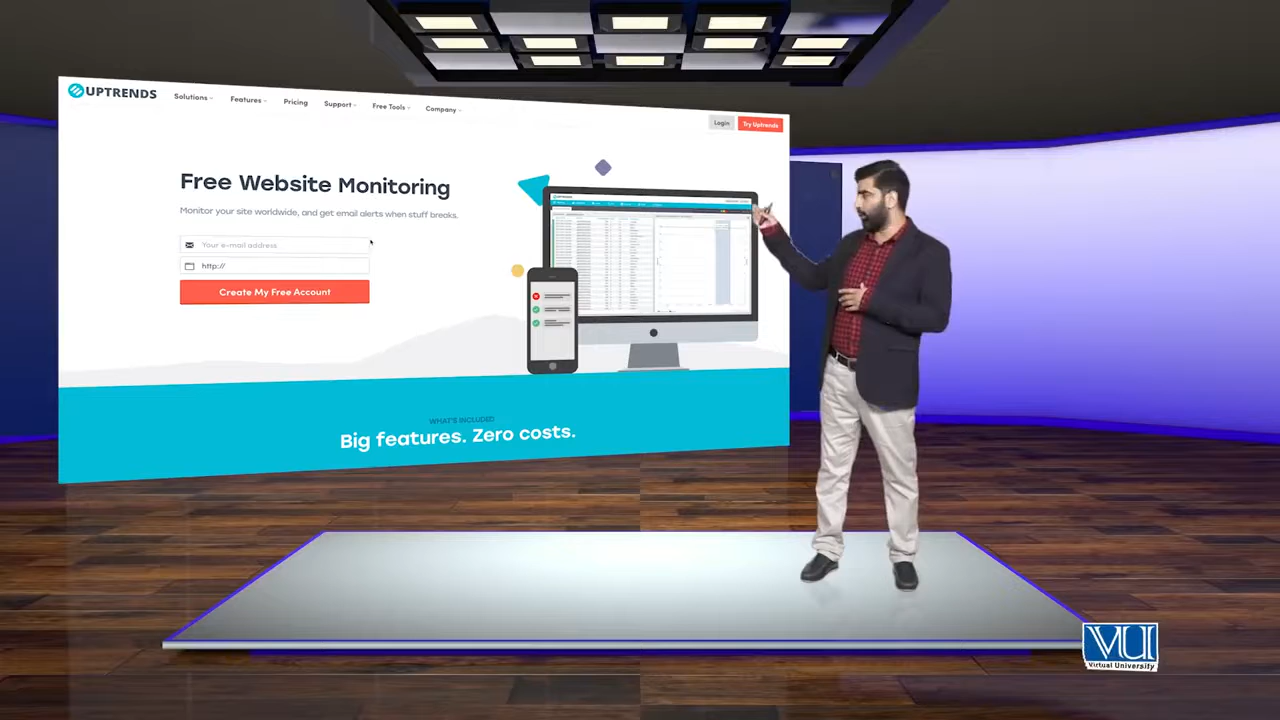 UPTRENDS
Solutions
Features
Pricing
Support
Free Tools
Company
Login
Try Uptrends
Free Website Monitoring
Monitor your site worldwide, and get email alerts when stuff breaks.
Your e-mail address
http://
Create My Free Account
WHAT'S INCLUDED
Big features. Zero costs.
VU
Virtual University